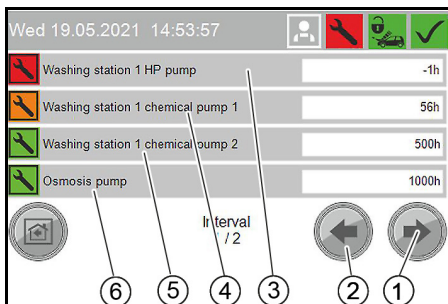 Wed 19.05.2021 14:53:57
Washing station 1 HP pump -1h
Washing station 1 chemical pump 1 56h
Washing station 1 chemical pump 2 500h
Osmosis pump 1000h
Interval
/ 2
6 5 4 3 2 1